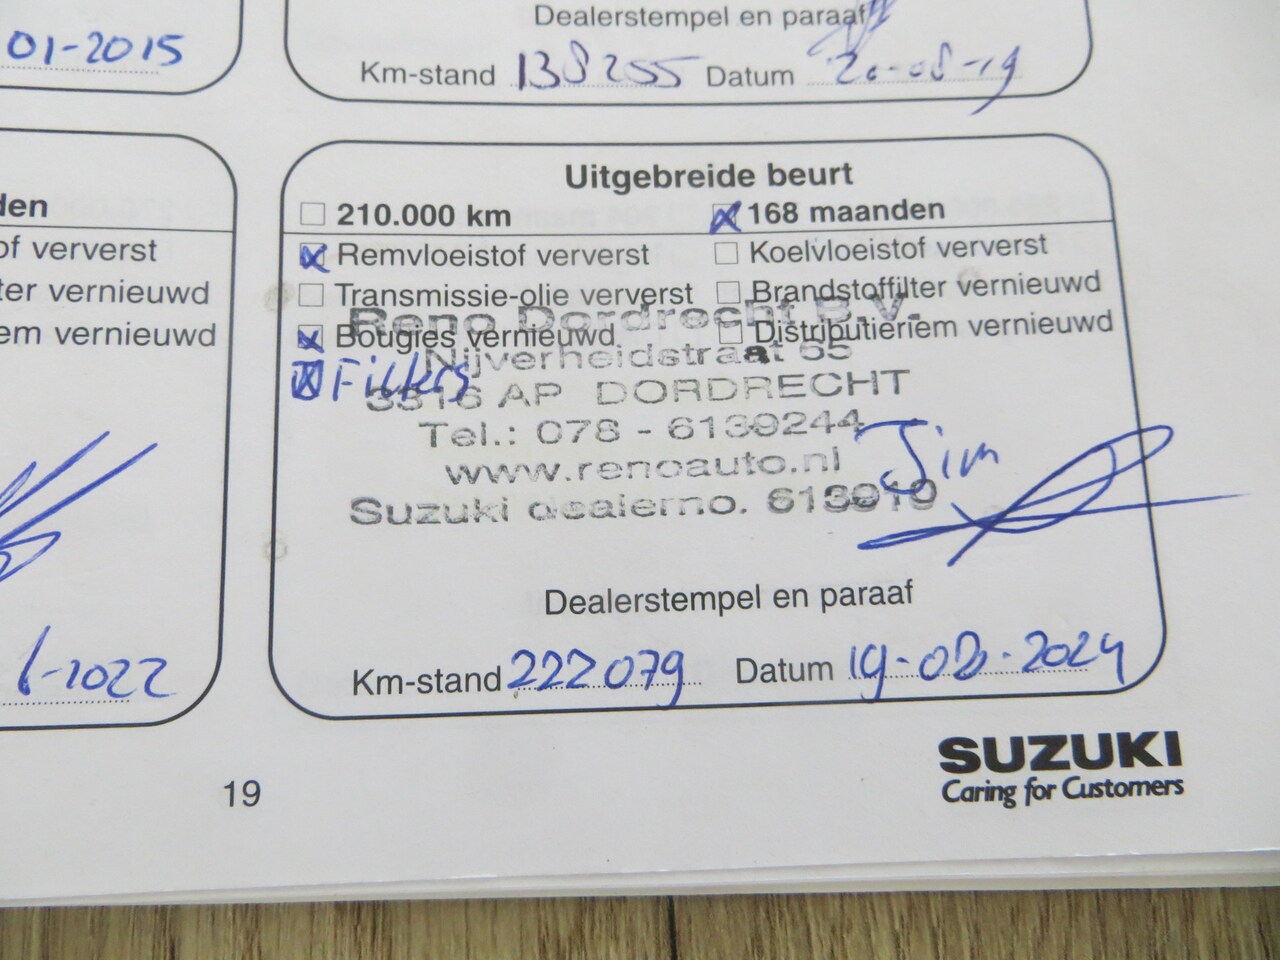 01-2015
Dealerstempel en paraaf
Km-stand 138255 Datum 20-08-19
den
of ververst
ter vernieuwd
em vernieuwd
1-2022
Uitgebreide beurt
210.000 km 168 maanden
Remvloeistof ververst Koelvloeistof ververst
Transmissie-olie ververst Brandstoffilter vernieuwd
Bougies vernieuwd Distributieriem vernieuwd
Filters
Reno Dordrecht B.V.
Nijverheidstraat 55
3316 AP DORDRECHT
Tel.: 078 - 6139244
www.renoauto.nl
Suzuki dealerno. 613910
Jim
Dealerstempel en paraaf
Km-stand 222079 Datum 19-02-2024
19
SUZUKI
Caring for Customers